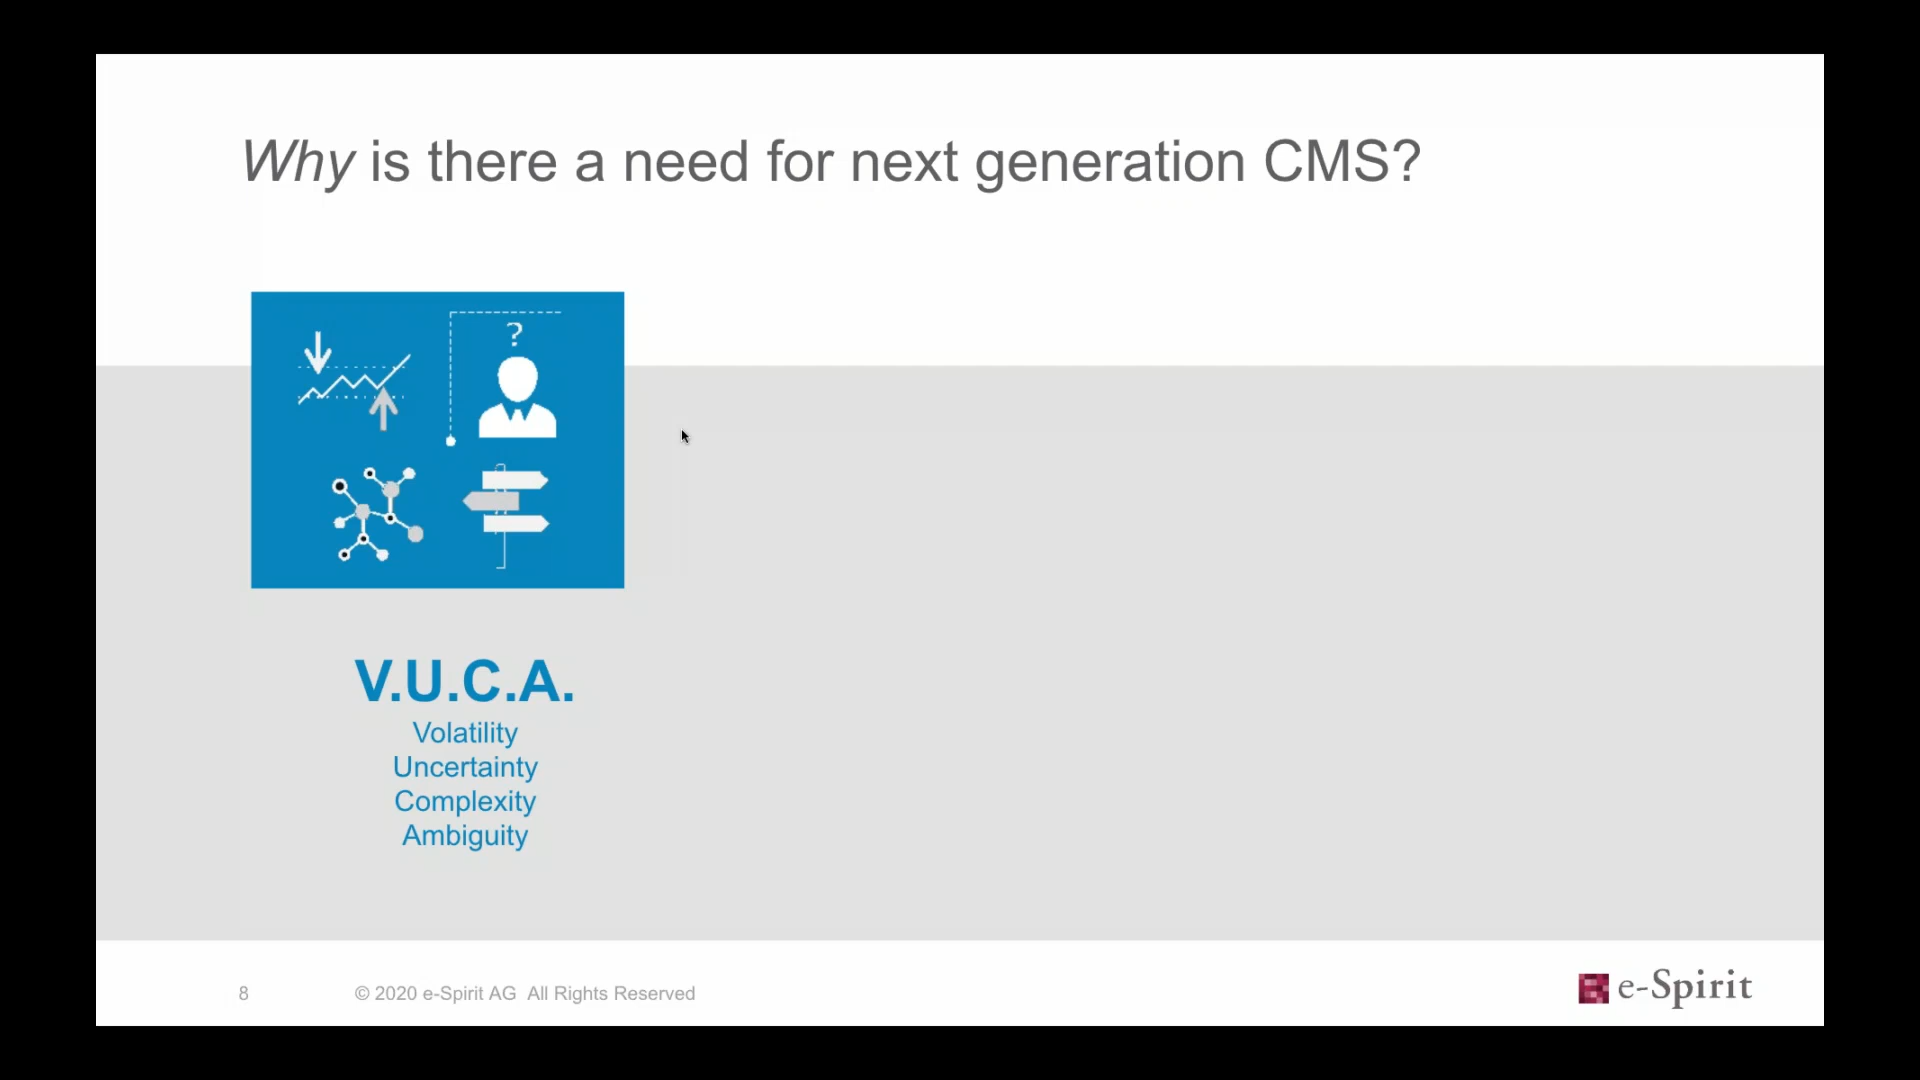 Why is there a need for next generation CMS?
?
V.U.C.A.
Volatility
Uncertainty
Complexity
Ambiguity
8
© 2020 e-Spirit AG All Rights Reserved
e-Spirit